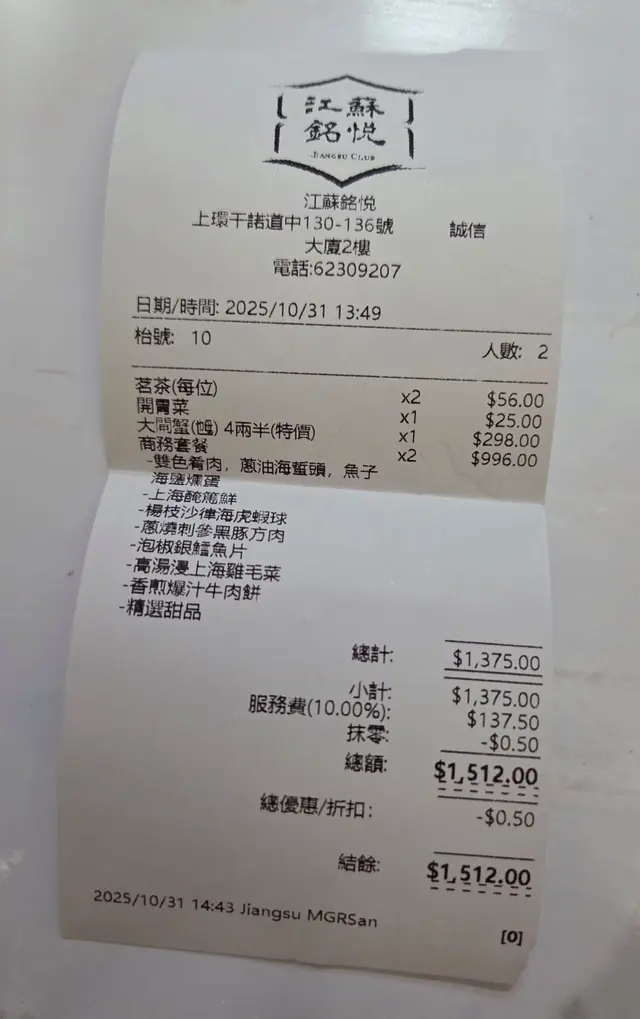 江蘇
銘悅
JIANGSU CLUB
江蘇銘悅
上環干諾道中130-136號 誠信
大廈2樓
電話:62309207
日期/時間: 2025/10/31 13:49
枱號: 10
人數: 2
茗茶(每位) x2 $56.00
開胃菜 x1 $25.00
大閘蟹(乸) 4兩半(特價) x1 $298.00
商務套餐 x2 $996.00
-雙色肴肉，蔥油海蜇頭，魚子
海鹽爛蛋
-上海醃篤鮮
-楊枝沙律海虎蝦球
-蔥燒刺參黑豚方肉
-泡椒銀鱈魚片
-高湯浸上海雞毛菜
-香煎爆汁牛肉餅
-精選甜品
總計: $1,375.00
小計: $1,375.00
服務費(10.00%): $137.50
抹零: -$0.50
總額: $1,512.00
總優惠/折扣: -$0.50
結餘: $1,512.00
2025/10/31 14:43 Jiangsu MGRSan
[0]